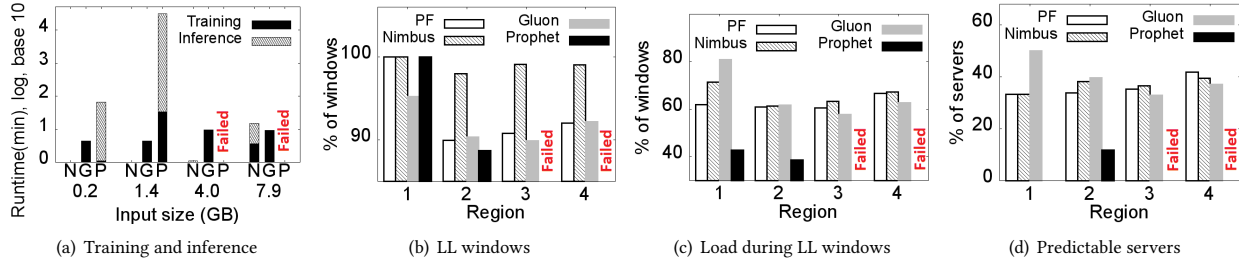 Runtime(min), log, base 10
5
4
3
2
1
0
Training
Inference
Failed
Failed
N G P N G P N G P N G P
0.2 1.4 4.0 7.9
Input size (GB)
(a) Training and inference
% of windows
100
90
PF
Nimbus
Gluon
Prophet
Failed
Failed
1 2 3 4
Region
(b) LL windows
% of windows
80
60
40
PF
Nimbus
Gluon
Prophet
Failed
Failed
1 2 3 4
Region
(c) Load during LL windows
% of servers
60
40
20
0
PF
Nimbus
Gluon
Prophet
Failed
Failed
1 2 3 4
Region
(d) Predictable servers